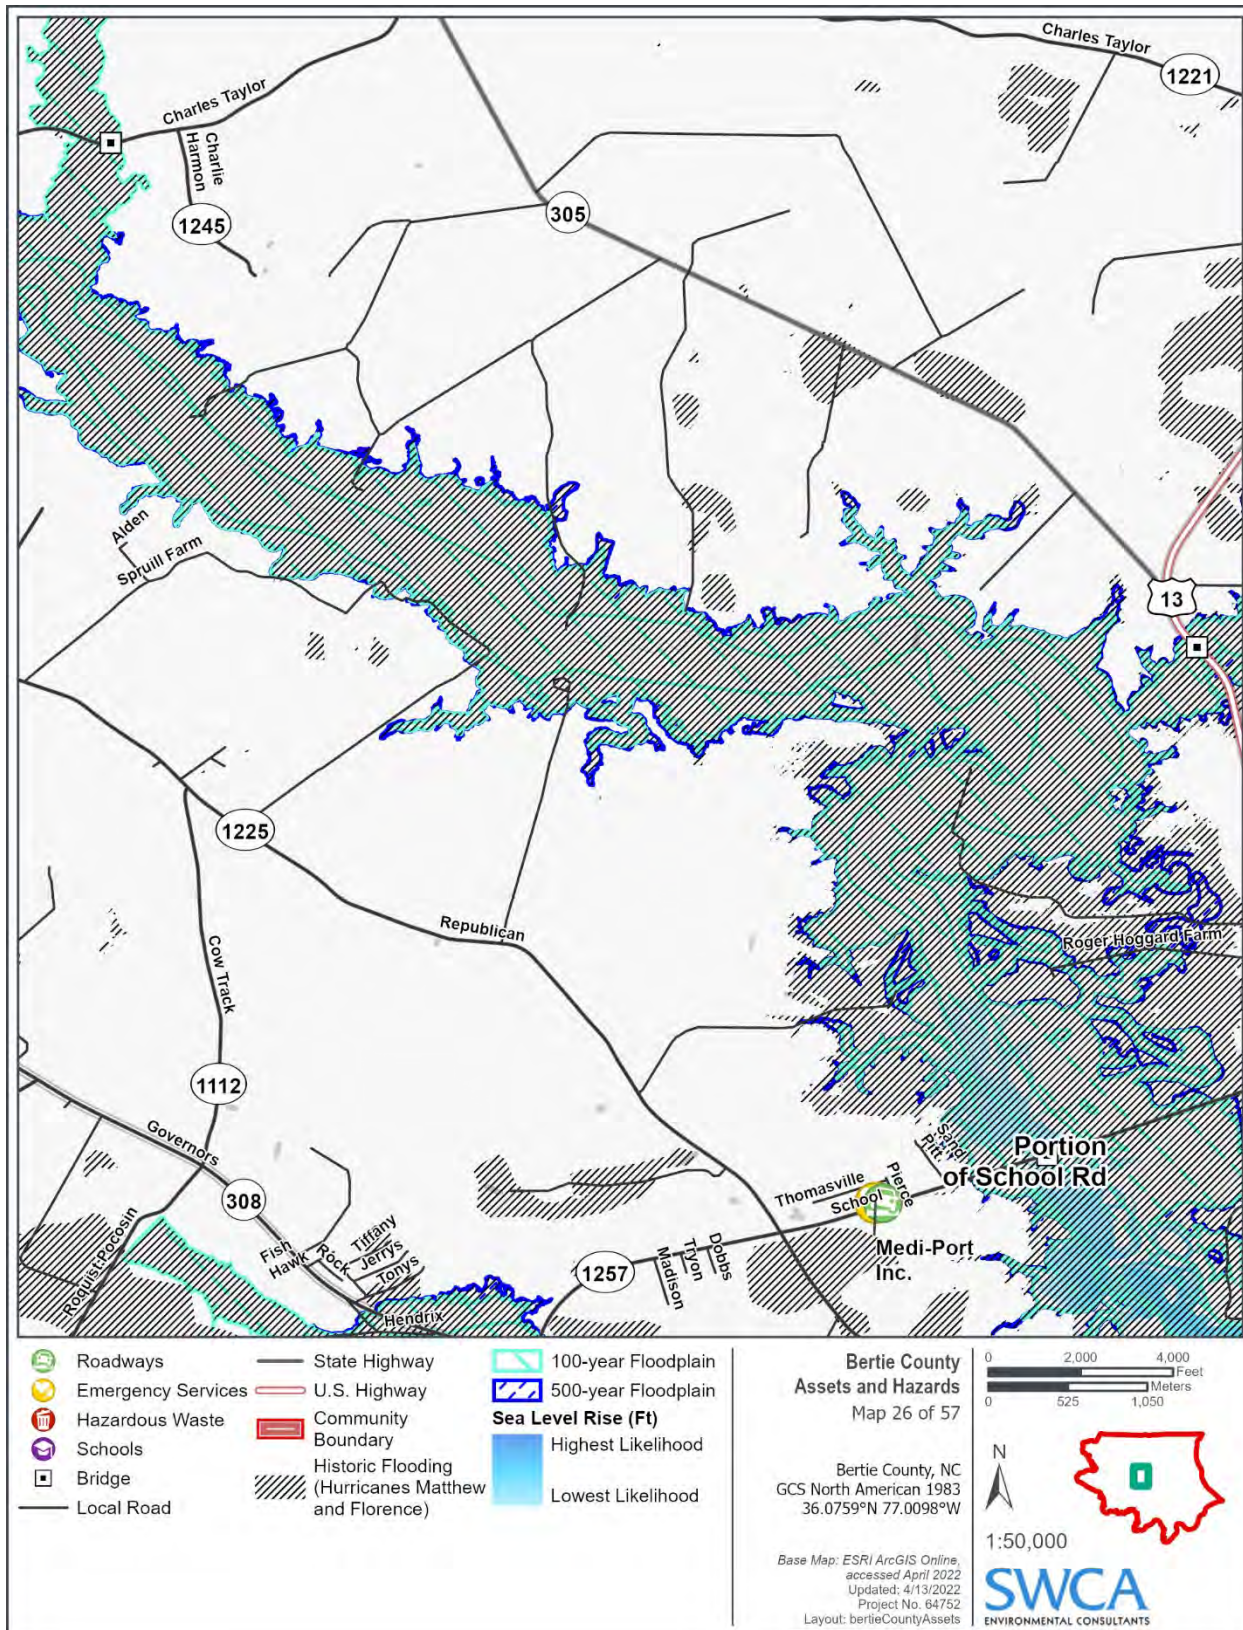 Charles Taylor
1221
Charles Taylor
Charlie
Harmon
1245
305
Alden
Spruill Farm
13
1225
Republican
Cow Track
Roger Hoggard Farm
1112
Governors
308
Sand
Pitt
Portion
of School Rd
Thomasville
School
Pierce
Medi-Port
Inc.
Roquist Pocosin
Fish
Hawk
Rock
Tiffany
Jerrys
Tonys
Hendrix
1257
Madison
Tryon
Dobbs
Roadways
Emergency Services
Hazardous Waste
Schools
Bridge
Local Road
State Highway
U.S. Highway
Community
Boundary
Historic Flooding
(Hurricanes Matthew
and Florence)
100-year Floodplain
500-year Floodplain
Sea Level Rise (Ft)
Highest Likelihood
Lowest Likelihood
Bertie County
Assets and Hazards
Map 26 of 57
Bertie County, NC
GCS North American 1983
36.0759°N 77.0098°W
Base Map: ESRI ArcGIS Online,
accessed April 2022
Updated: 4/13/2022
Project No. 64752
Layout: bertieCountyAssets
0 2,000 4,000
Feet
Meters
0 525 1,050
N
1:50,000
SWCA
ENVIRONMENTAL CONSULTANTS